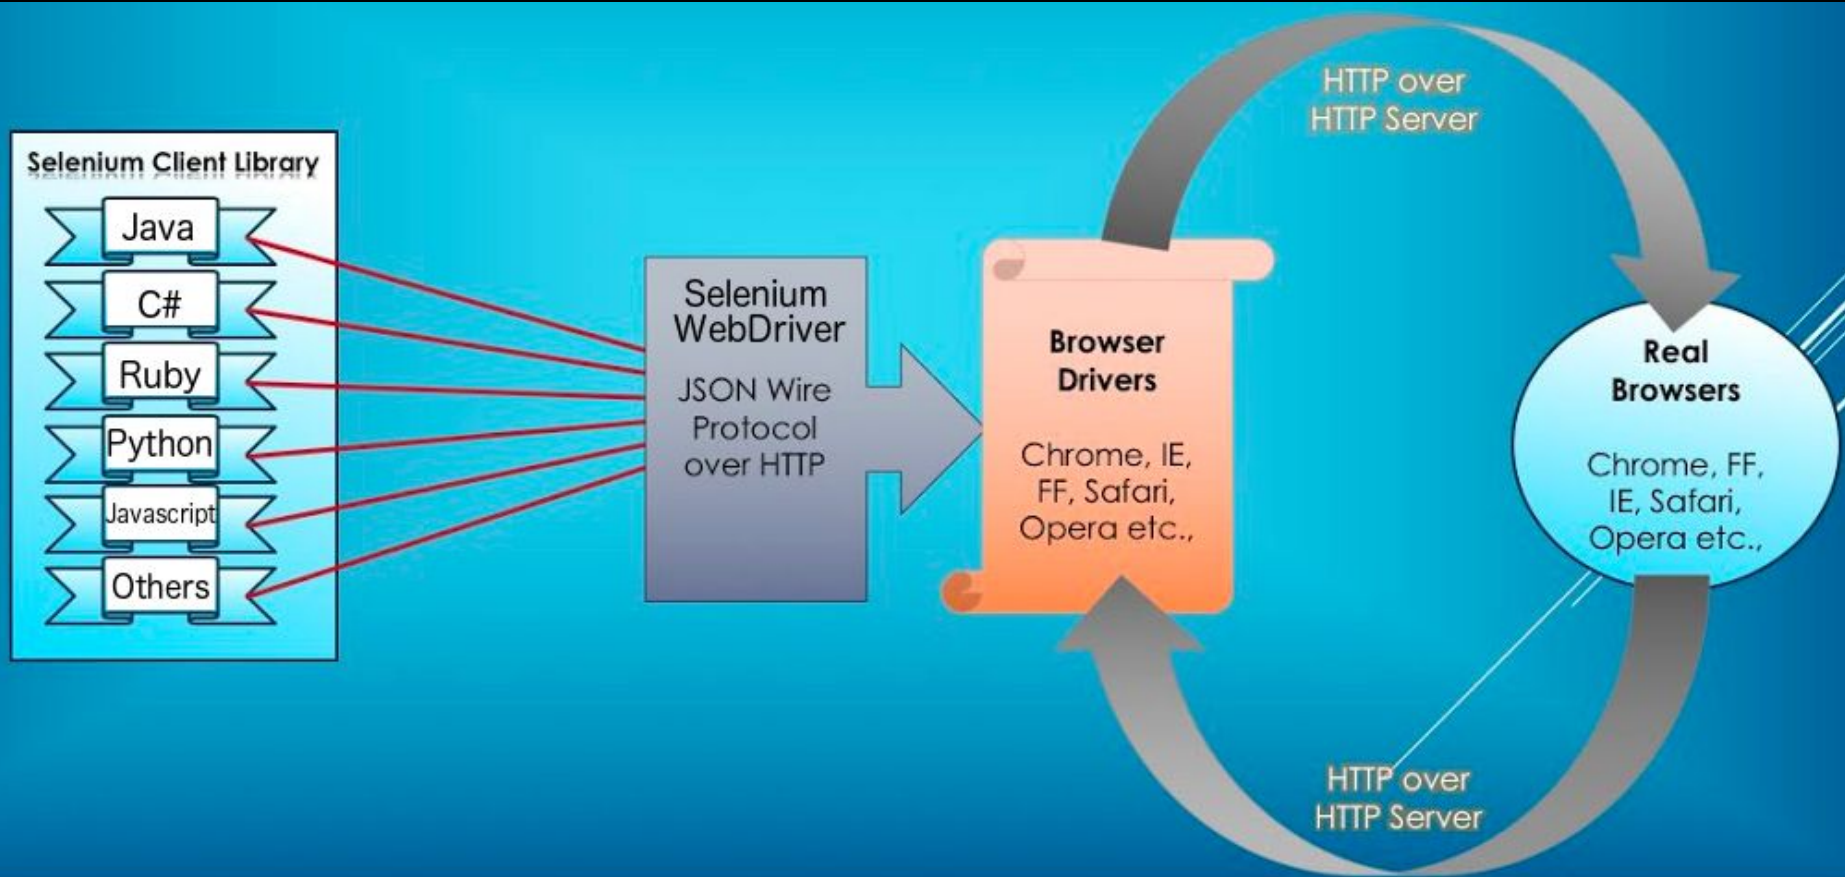 Selenium Client Library
Java
C#
Ruby
Python
Javascript
Others
Selenium
WebDriver
JSON Wire
Protocol
over HTTP
Browser
Drivers
Chrome, IE,
FF, Safari,
Opera etc.,
HTTP over
HTTP Server
Real
Browsers
Chrome, FF,
IE, Safari,
Opera etc.,
HTTP over
HTTP Server